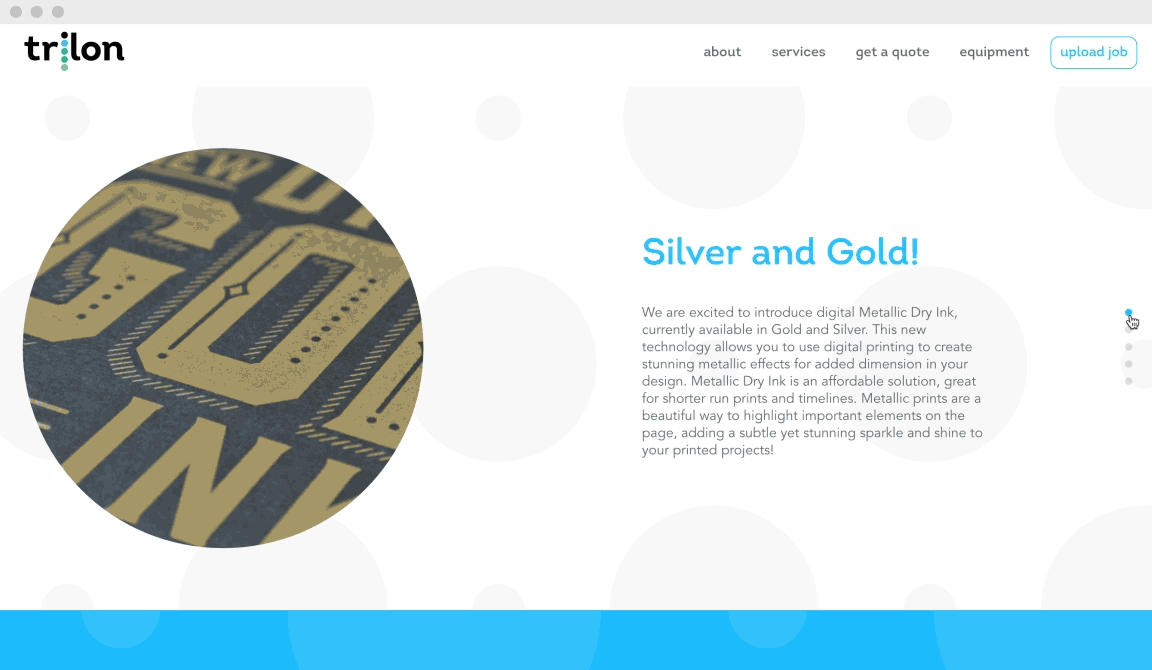 trilon
about services get a quote equipment upload job
Silver and Gold!
We are excited to introduce digital Metallic Dry Ink,
currently available in Gold and Silver. This new
technology allows you to use digital printing to create
stunning metallic effects for added dimension in your
design. Metallic Dry Ink is an affordable solution, great
for shorter run prints and timelines. Metallic prints are a
beautiful way to highlight important elements on the
page, adding a subtle yet stunning sparkle and shine to
your printed projects!